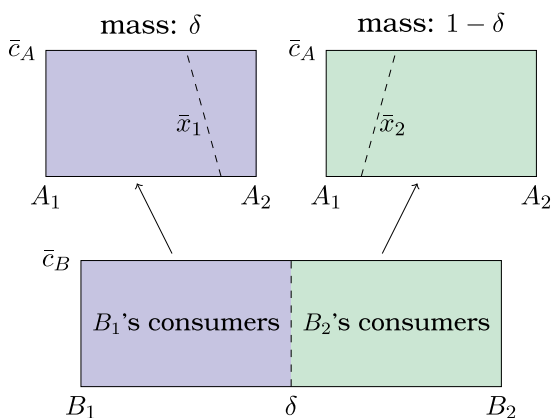 mass: δ
mass: 1 − δ
c̄_A
c̄_A
x̄_1
x̄_2
A_1
A_2
A_1
A_2
c̄_B
B_1's consumers
B_2's consumers
B_1
δ
B_2